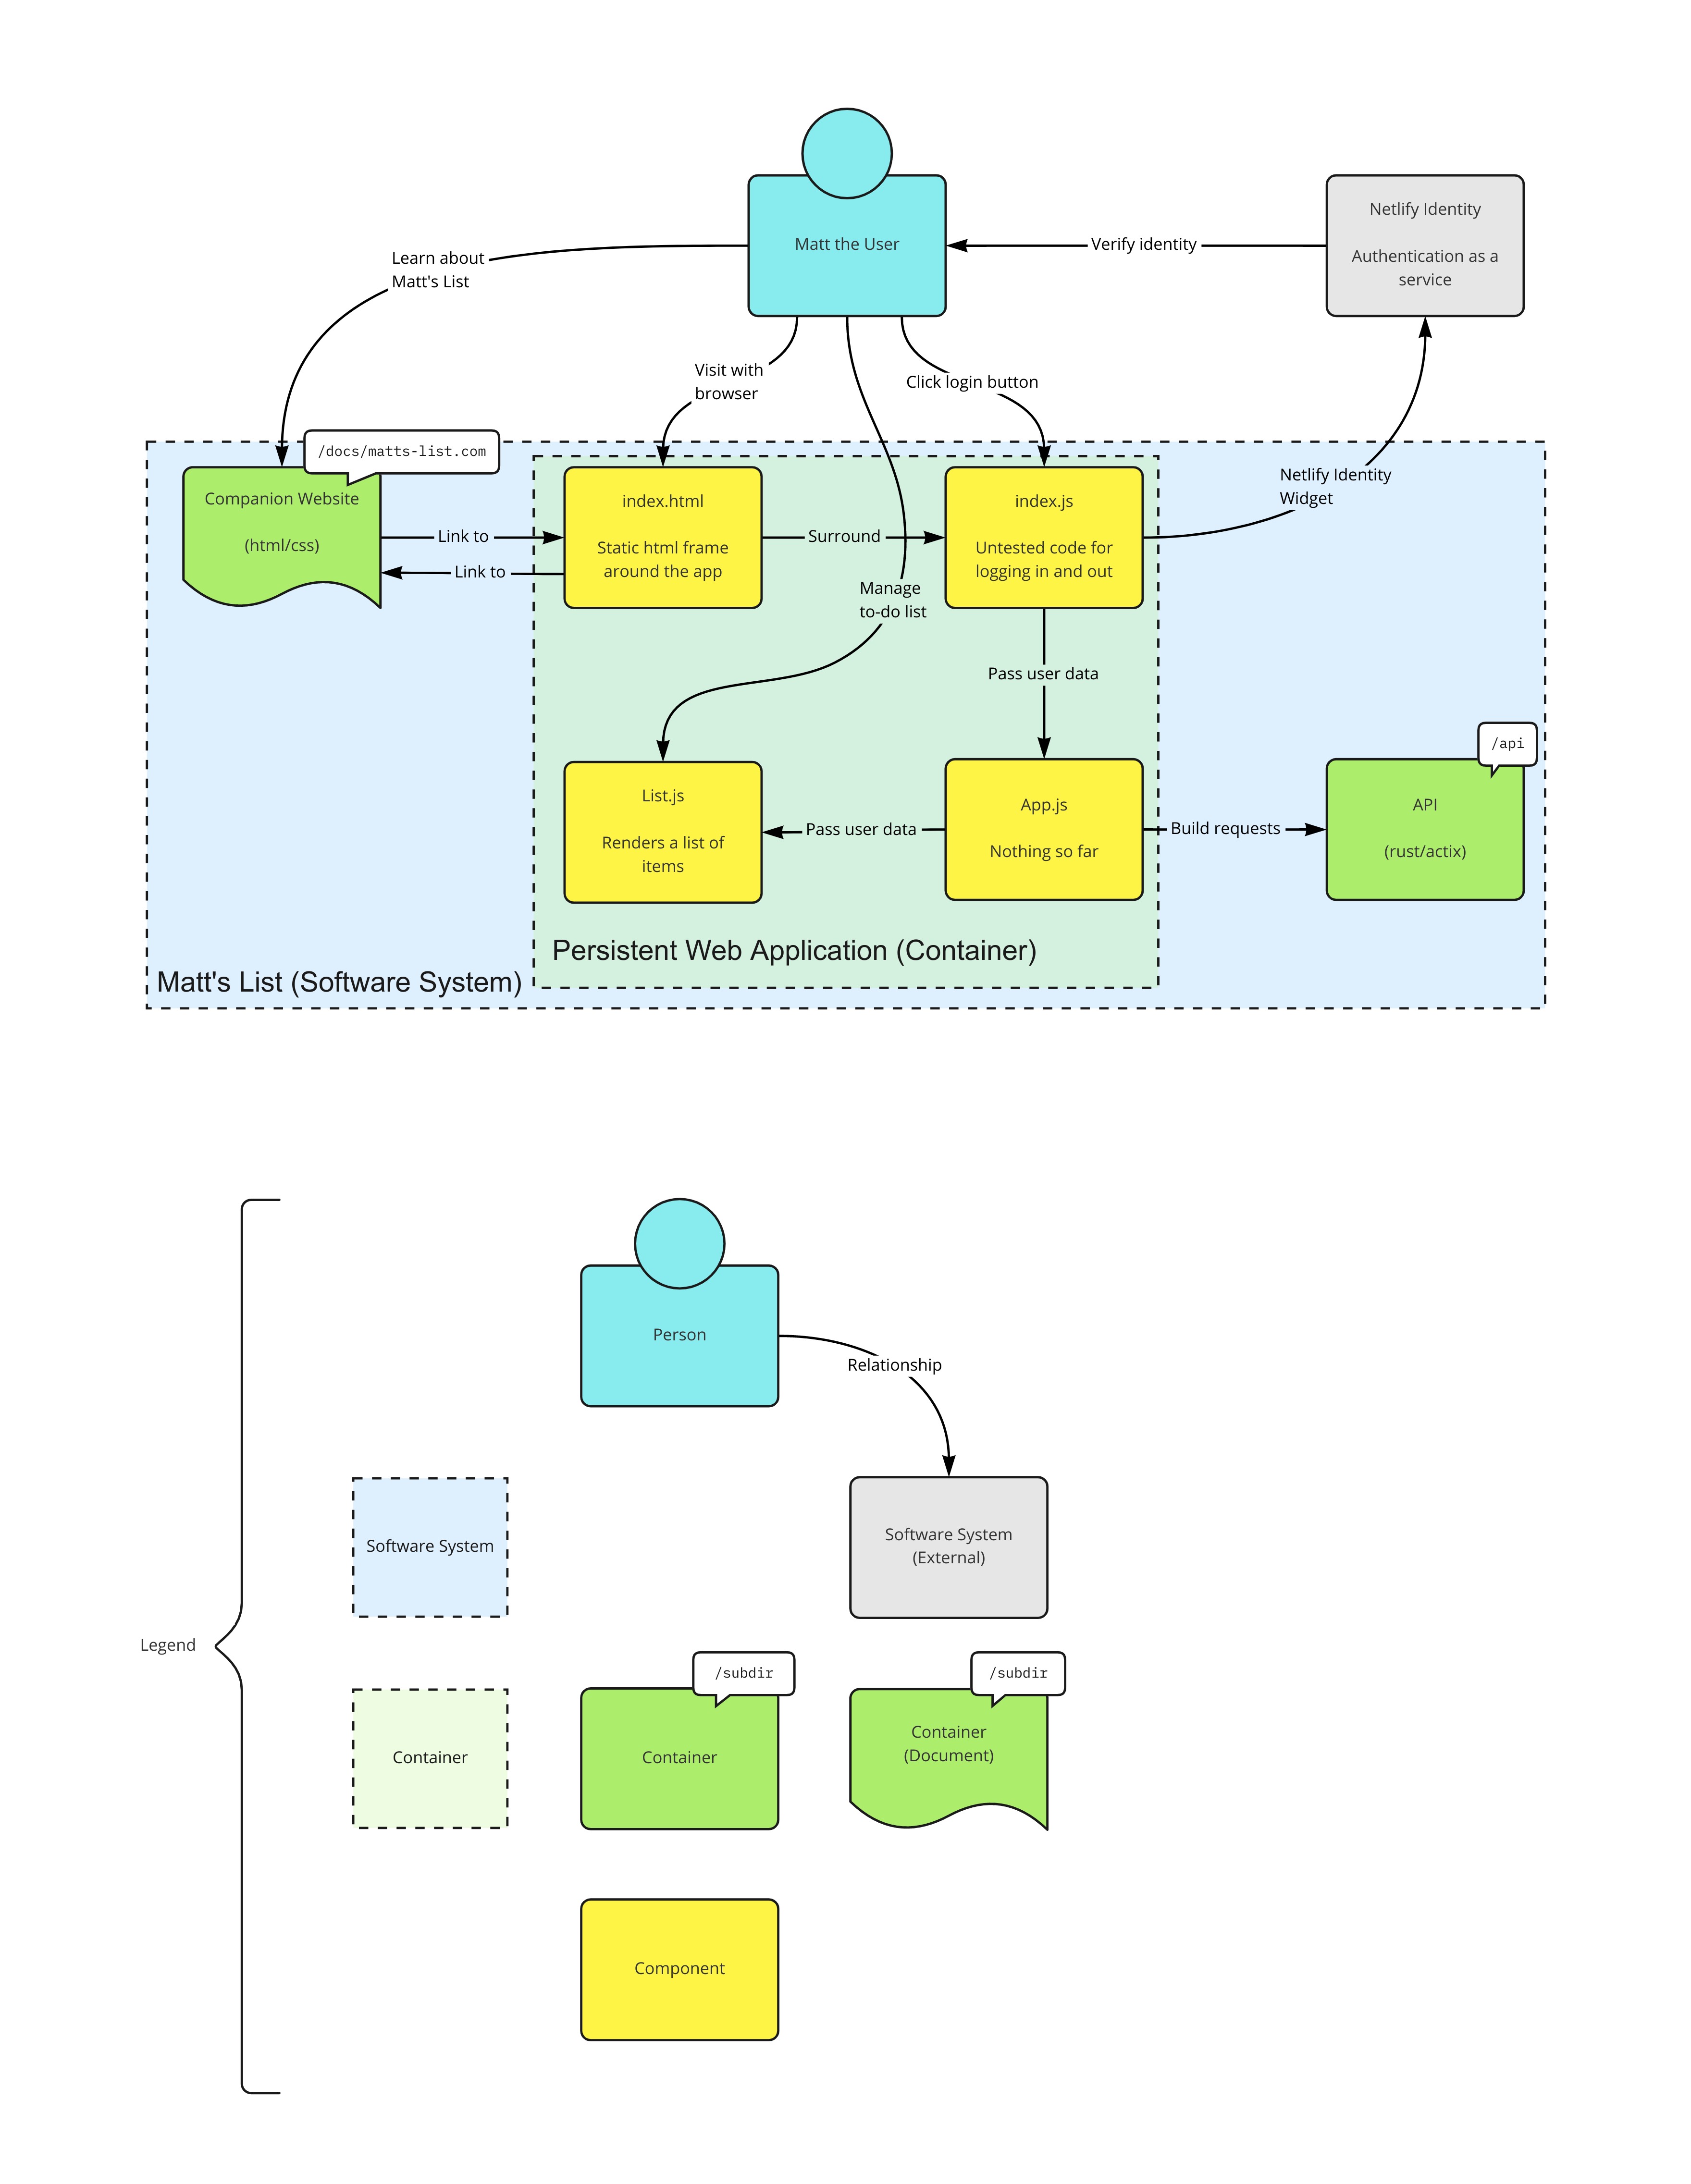 Matt the User
Netlify Identity
Authentication as a
service
Verify identity
Learn about
Matt's List
Visit with
browser
Click login button
/docs/matts-list.com
Companion Website
(html/css)
Link to
Link to
index.html
Static html frame
around the app
Surround
index.js
Untested code for
logging in and out
Netlify Identity
Widget
Manage
to-do list
Pass user data
List.js
Renders a list of
items
Pass user data
App.js
Nothing so far
Build requests
/api
API
(rust/actix)
Persistent Web Application (Container)
Matt's List (Software System)
Legend
Person
Relationship
Software System
Software System
(External)
/subdir
/subdir
Container
Container
Container
(Document)
Component